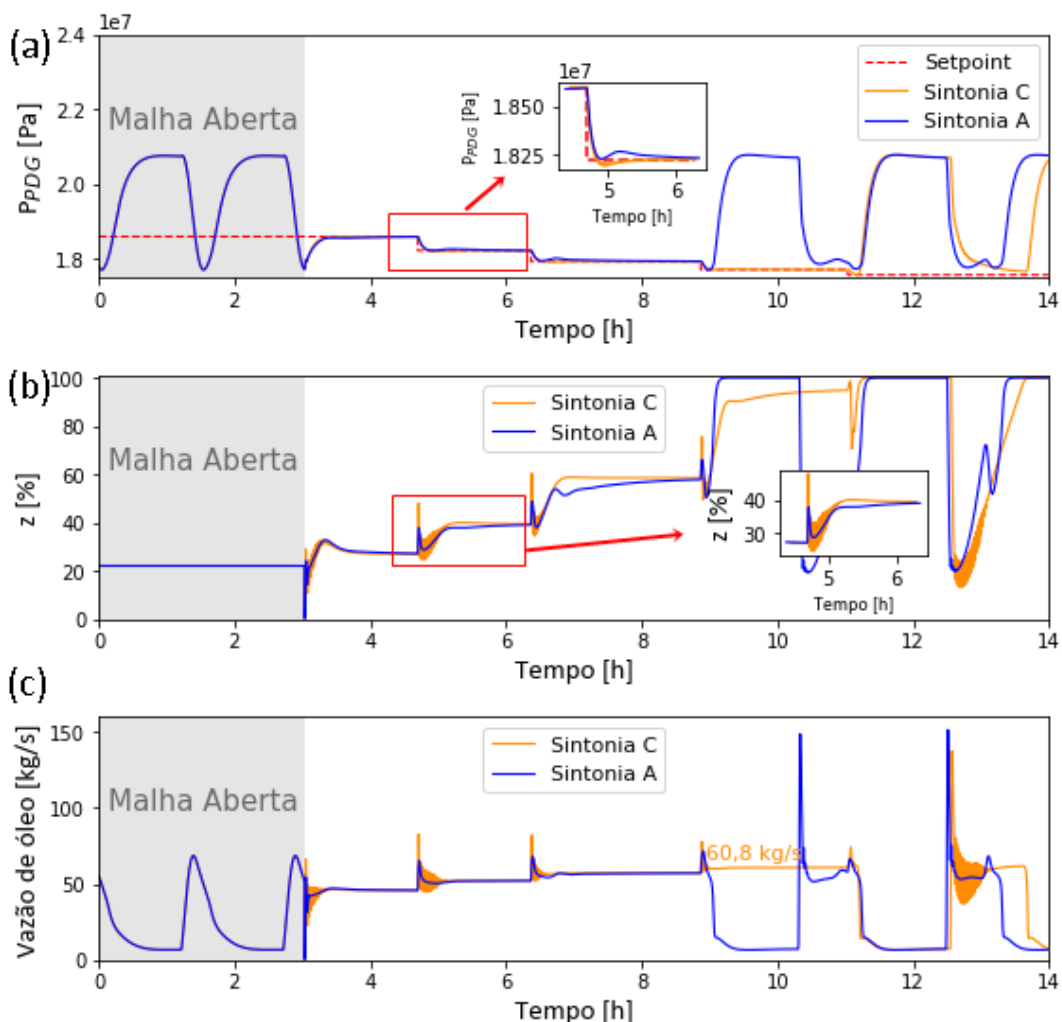 (a)
1e7
2.4
2.2
2.0
1.8
P_PDG [Pa]
Malha Aberta
Setpoint
Sintonia C
Sintonia A
1e7
1.850
1.825
P_PDG [Pa]
5 6
Tempo [h]
0 2 4 6 8 10 12 14
Tempo [h]
(b)
100
80
60
40
20
0
z [%]
Malha Aberta
Sintonia C
Sintonia A
z [%]
40
30
5 6
Tempo [h]
0 2 4 6 8 10 12 14
Tempo [h]
(c)
150
100
50
0
Vazão de óleo [kg/s]
Malha Aberta
Sintonia C
Sintonia A
60,8 kg/s
0 2 4 6 8 10 12 14
Tempo [h]